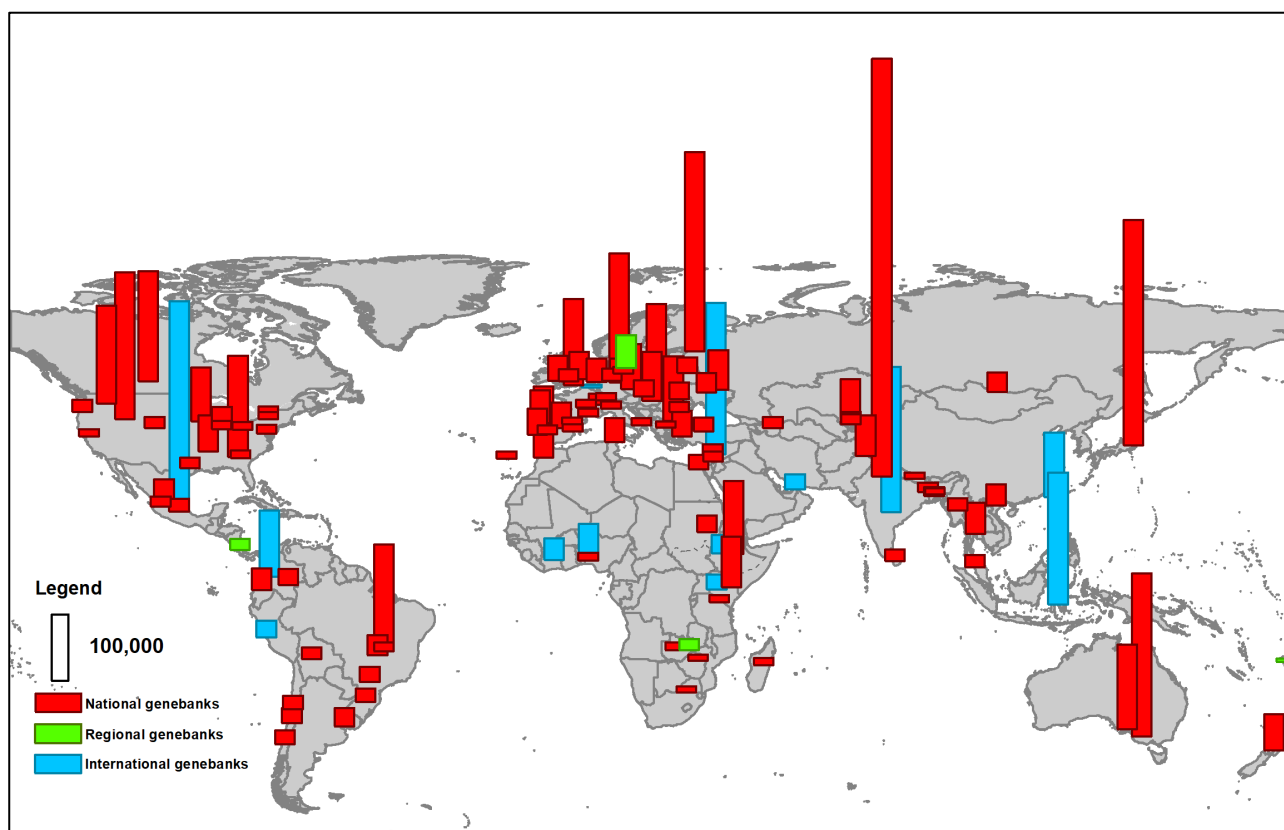 Legend
100,000
National genebanks
Regional genebanks
International genebanks